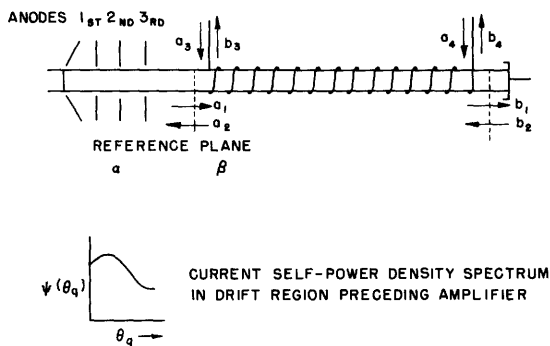 ANODES 1ST 2ND 3RD
a3 b3
a4 b4
a1
a2
b1
b2
REFERENCE PLANE
α β
ψ(θq)
CURRENT SELF-POWER DENSITY SPECTRUM
IN DRIFT REGION PRECEDING AMPLIFIER
θq